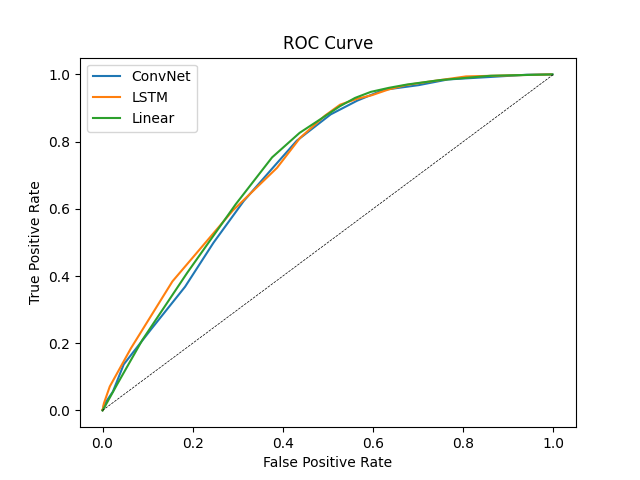 ROC Curve
ConvNet
LSTM
Linear
True Positive Rate
1.0
0.8
0.6
0.4
0.2
0.0
0.0 0.2 0.4 0.6 0.8 1.0
False Positive Rate